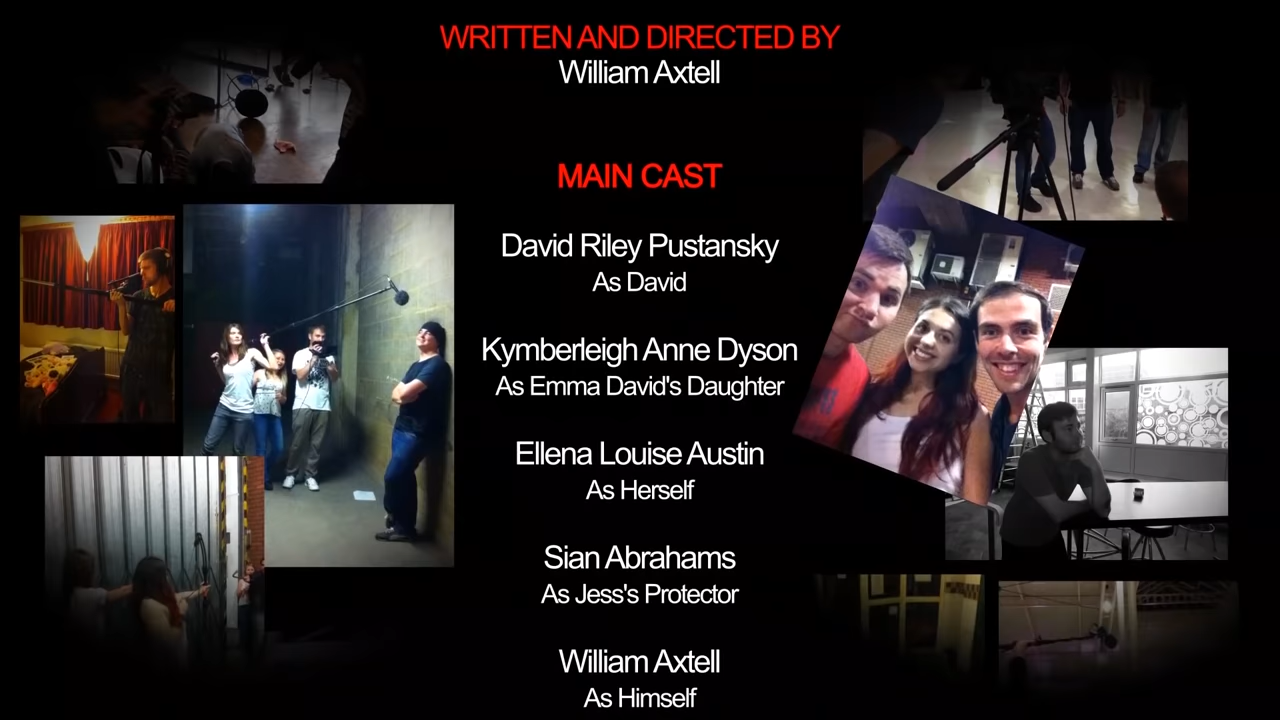 WRITTEN AND DIRECTED BY
William Axtell
MAIN CAST
David Riley Pustansky
As David
Kymberleigh Anne Dyson
As Emma David's Daughter
Ellena Louise Austin
As Herself
Sian Abrahams
As Jess's Protector
William Axtell
As Himself